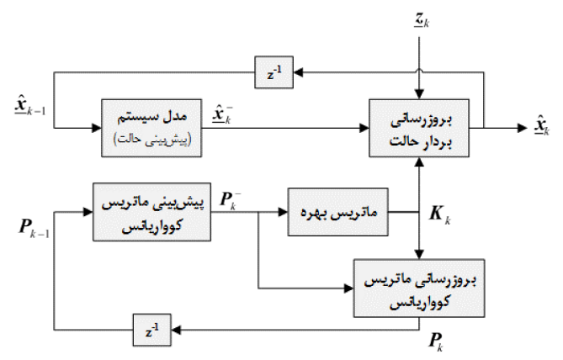 z_k
z⁻¹
x̂_{k-1}
مدل سیستم
(پیش‌بینی حالت)
x̂_k⁻
بروزرسانی
بردار حالت
x̂_k
پیش‌بینی ماتریس
کوواریانس
P_k⁻
ماتریس بهره
K_k
P_{k-1}
بروزرسانی ماتریس
کوواریانس
z⁻¹
P_k